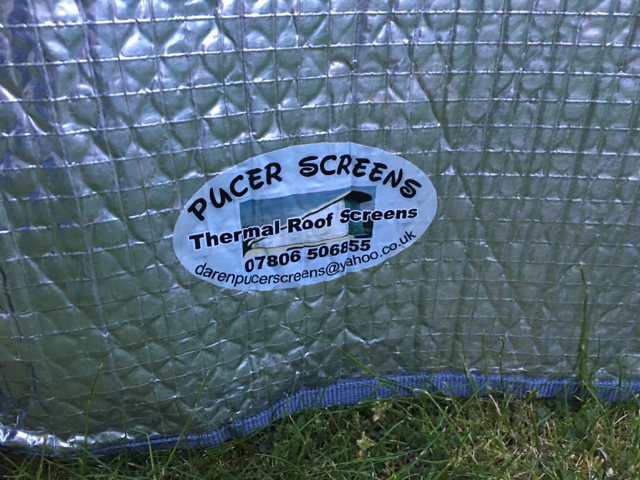 PUCER SCREENS
Thermal Roof Screens
07806 506855
darenpucerscreens@yahoo.co.uk